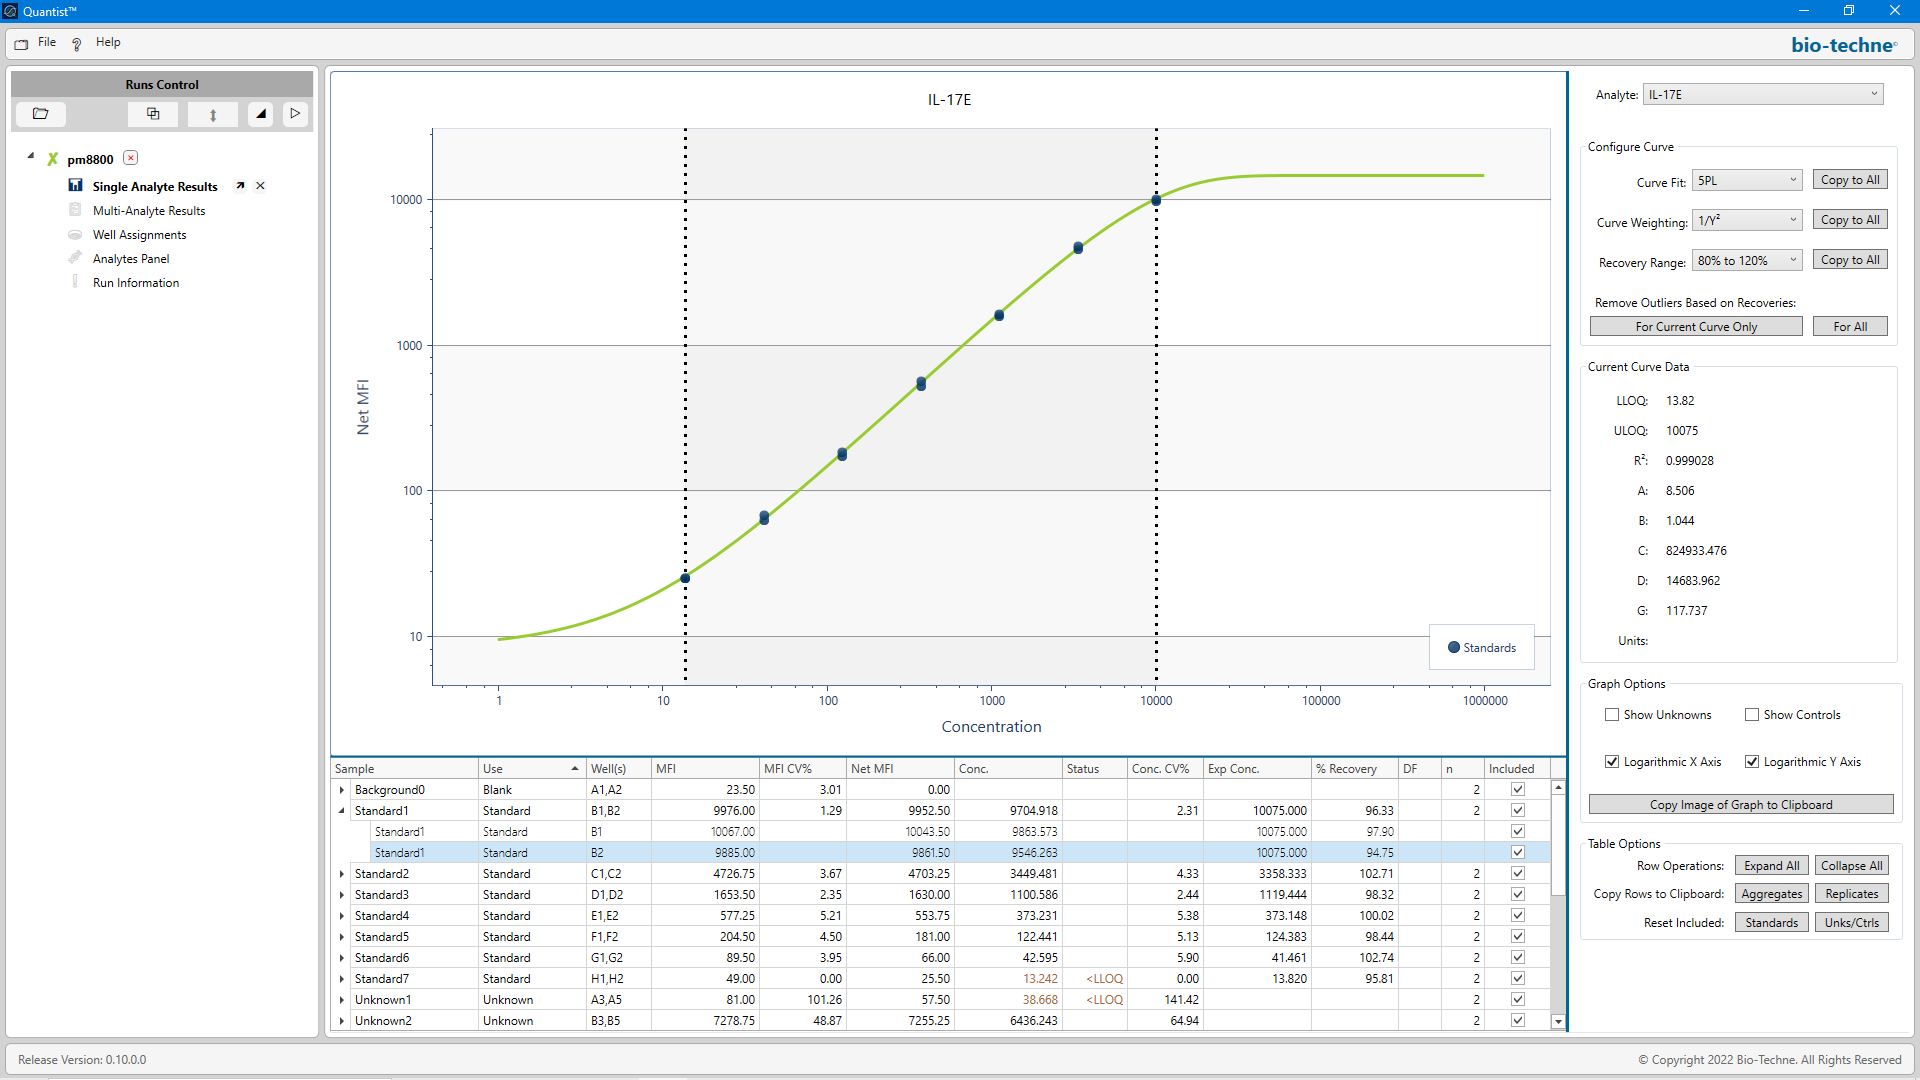 Quantist™
File Help
bio-techne
Runs Control
pm8800
Single Analyte Results
Multi-Analyte Results
Well Assignments
Analytes Panel
Run Information
IL-17E
10000
1000
100
10
Net MFI
1 10 100 1000 10000 100000 1000000
Concentration
Standards
Sample Use Well(s) MFI MFI CV% Net MFI Conc. Status Conc. CV% Exp Conc. % Recovery DF n Included
Background0 Blank A1,A2 23.50 3.01 0.00 2
Standard1 Standard B1,B2 9976.00 1.29 9952.50 9704.918 2.31 10075.000 96.33 2
Standard1 Standard B1 10067.00 10043.50 9863.573 10075.000 97.90
Standard1 Standard B2 9885.00 9861.50 9546.263 10075.000 94.75
Standard2 Standard C1,C2 4726.75 3.67 4703.25 3449.481 4.33 3358.333 102.71 2
Standard3 Standard D1,D2 1653.50 2.35 1630.00 1100.586 2.44 1119.444 98.32 2
Standard4 Standard E1,E2 577.25 5.21 553.75 373.231 5.38 373.148 100.02 2
Standard5 Standard F1,F2 204.50 4.50 181.00 122.441 5.13 124.383 98.44 2
Standard6 Standard G1,G2 89.50 3.95 66.00 42.595 5.90 41.461 102.74 2
Standard7 Standard H1,H2 49.00 0.00 25.50 13.242 <LLOQ 0.00 13.820 95.81 2
Unknown1 Unknown A3,A5 81.00 101.26 57.50 38.668 <LLOQ 141.42 2
Unknown2 Unknown B3,B5 7278.75 48.87 7255.25 6436.243 64.94 2
Analyte: IL-17E
Configure Curve
Curve Fit: 5PL Copy to All
Curve Weighting: 1/Y² Copy to All
Recovery Range: 80% to 120% Copy to All
Remove Outliers Based on Recoveries:
For Current Curve Only For All
Current Curve Data
LLOQ: 13.82
ULOQ: 10075
R²: 0.999028
A: 8.506
B: 1.044
C: 824933.476
D: 14683.962
G: 117.737
Units:
Graph Options
Show Unknowns Show Controls
Logarithmic X Axis Logarithmic Y Axis
Copy Image of Graph to Clipboard
Table Options
Row Operations: Expand All Collapse All
Copy Rows to Clipboard: Aggregates Replicates
Reset Included: Standards Unks/Ctrls
Release Version: 0.10.0.0
© Copyright 2022 Bio-Techne. All Rights Reserved